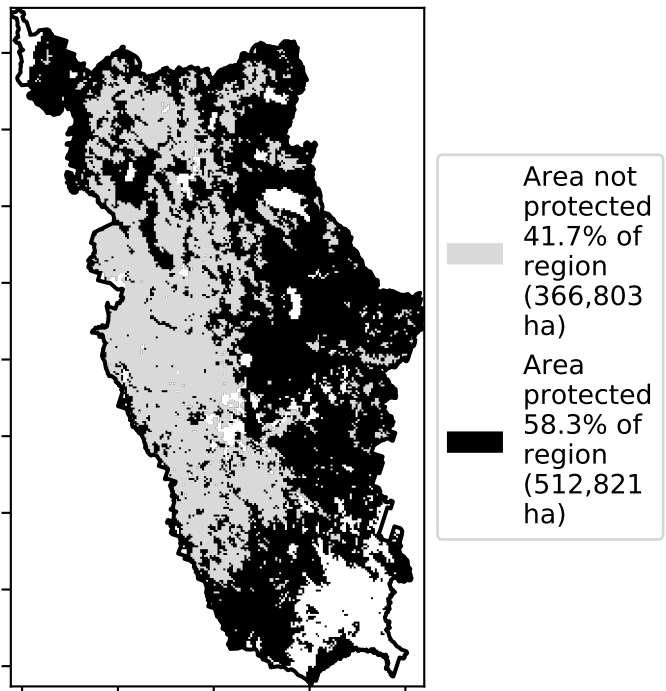 Area not
protected
41.7% of
region
(366,803
ha)
Area
protected
58.3% of
region
(512,821
ha)